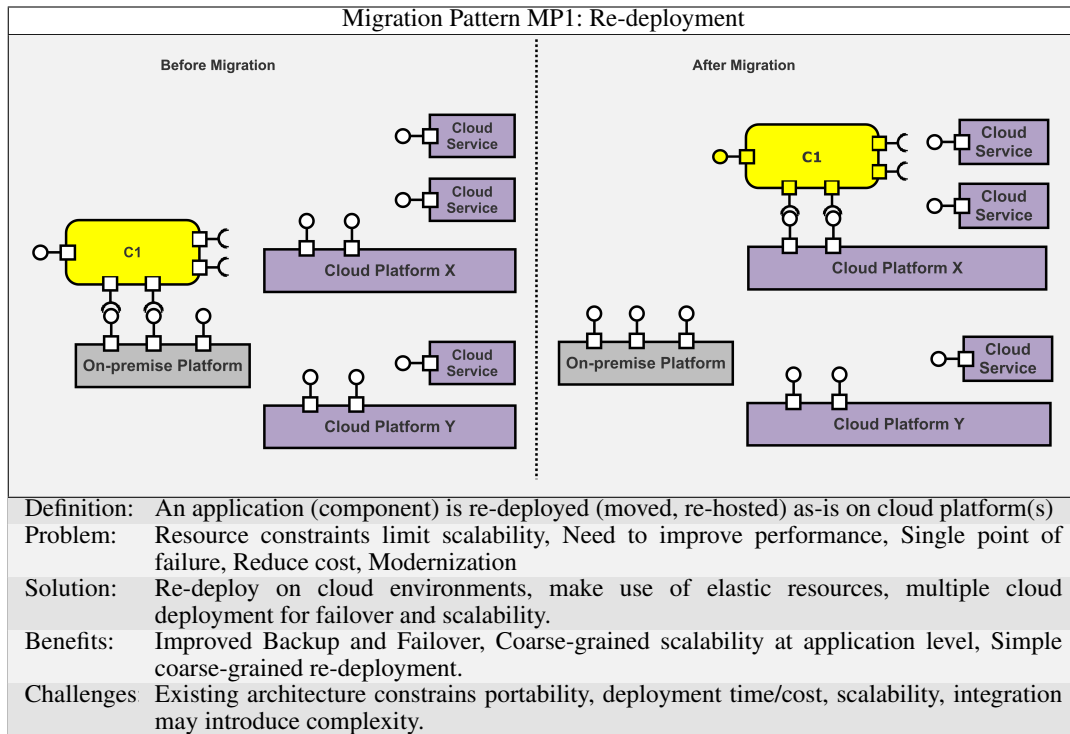 Migration Pattern MP1: Re-deployment
Before Migration
Cloud
Service
Cloud
Service
C1
Cloud Platform X
On-premise Platform
Cloud
Service
Cloud Platform Y
After Migration
C1
Cloud
Service
Cloud
Service
Cloud Platform X
On-premise Platform
Cloud
Service
Cloud Platform Y
Definition: An application (component) is re-deployed (moved, re-hosted) as-is on cloud platform(s)
Problem: Resource constraints limit scalability, Need to improve performance, Single point of
failure, Reduce cost, Modernization
Solution: Re-deploy on cloud environments, make use of elastic resources, multiple cloud
deployment for failover and scalability.
Benefits: Improved Backup and Failover, Coarse-grained scalability at application level, Simple
coarse-grained re-deployment.
Challenges: Existing architecture constrains portability, deployment time/cost, scalability, integration
may introduce complexity.